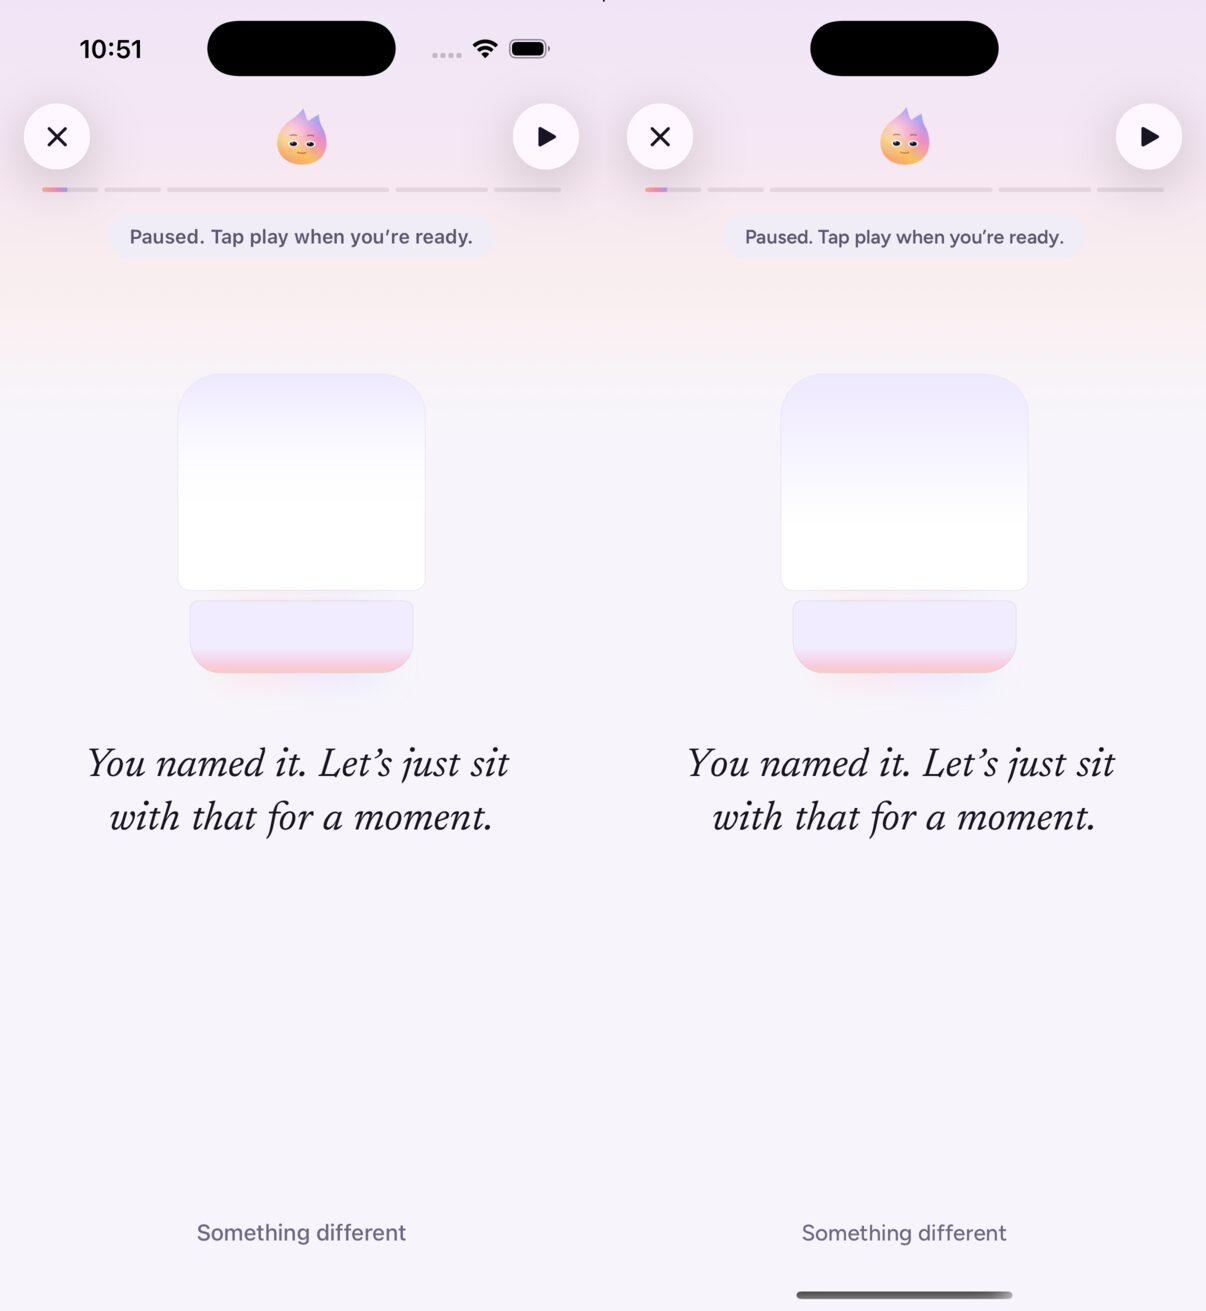 10:51
Paused. Tap play when you’re ready.
You named it. Let’s just sit
with that for a moment.
Something different
Paused. Tap play when you’re ready.
You named it. Let’s just sit
with that for a moment.
Something different